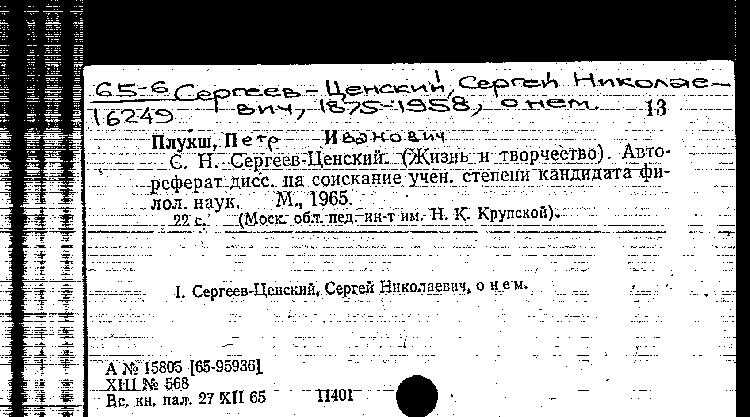 65-6 Сергеев-Ценский, Сергей Николае-
16249 вич, 1875-1958, о нем. 13
Плукш, Петр Иванович
С. Н. Сергеев-Ценский. (Жизнь и творчество). Авто-
реферат дисс. на соискание учен. степени кандидата фи-
лол. наук. М., 1965.
22 с. (Моск. обл. пед. ин-т им. Н. К. Крупской).
I. Сергеев-Ценский, Сергей Николаевич, о нем.
А № 15805 [65-95936]
XIII № 568
Вс. кн. пал. 27 XII 65 П401